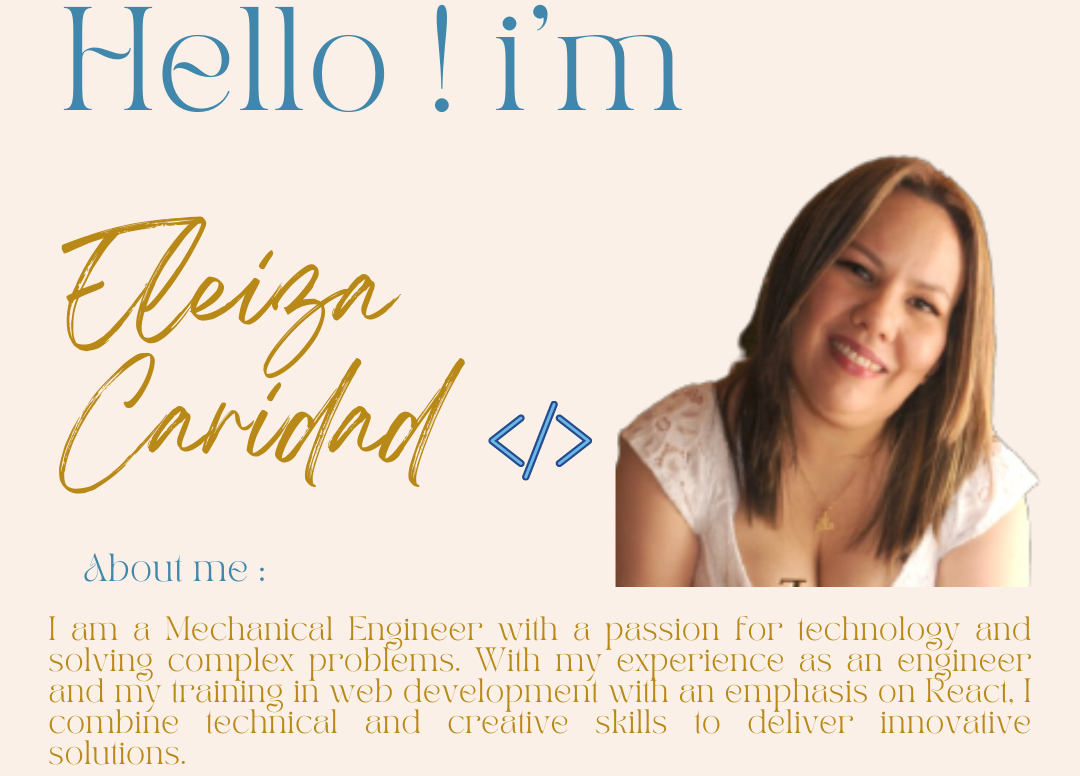 Hello ! i'm
Eleiza
Caridad
</>
About me :
I am a Mechanical Engineer with a passion for technology and
solving complex problems. With my experience as an engineer
and my training in web development with an emphasis on React, I
combine technical and creative skills to deliver innovative
solutions.